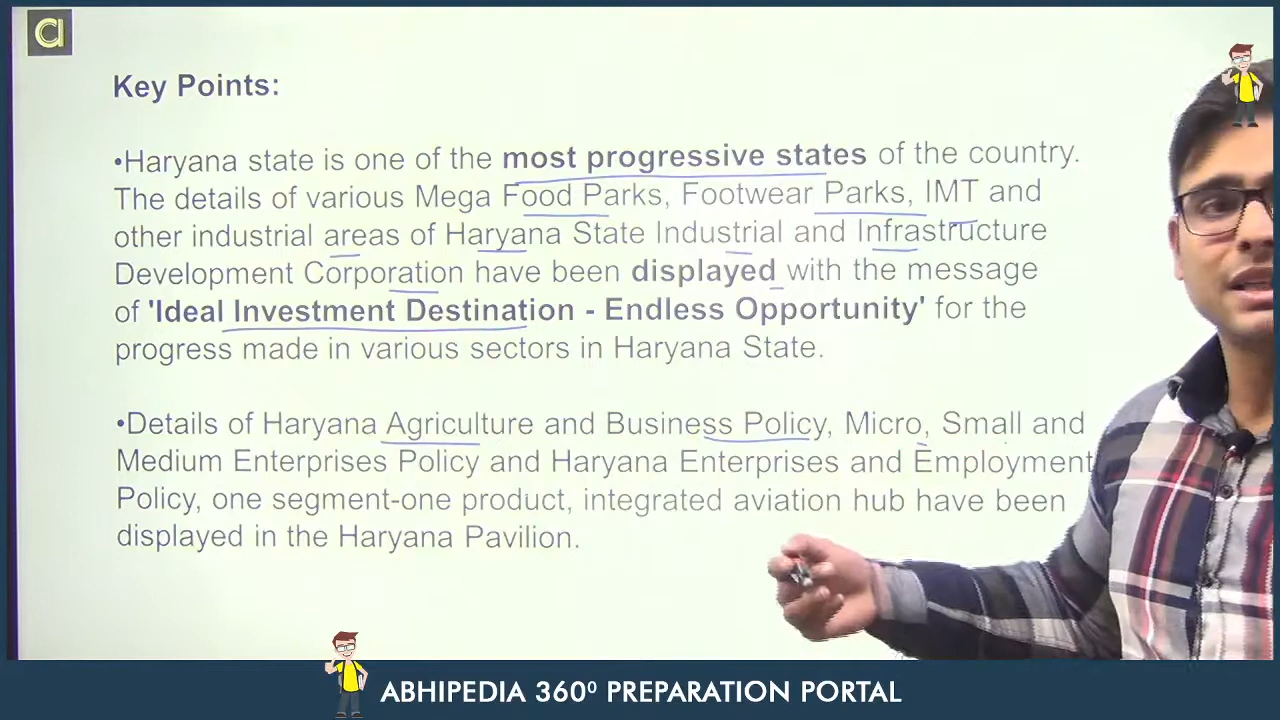 a
Key Points:
•Haryana state is one of the most progressive states of the country.
The details of various Mega Food Parks, Footwear Parks, IMT and
other industrial areas of Haryana State Industrial and Infrastructure
Development Corporation have been displayed with the message
of 'Ideal Investment Destination - Endless Opportunity' for the
progress made in various sectors in Haryana State.
•Details of Haryana Agriculture and Business Policy, Micro, Small and
Medium Enterprises Policy and Haryana Enterprises and Employment
Policy, one segment-one product, integrated aviation hub have been
displayed in the Haryana Pavilion.
ABHIPEDIA 360⁰ PREPARATION PORTAL